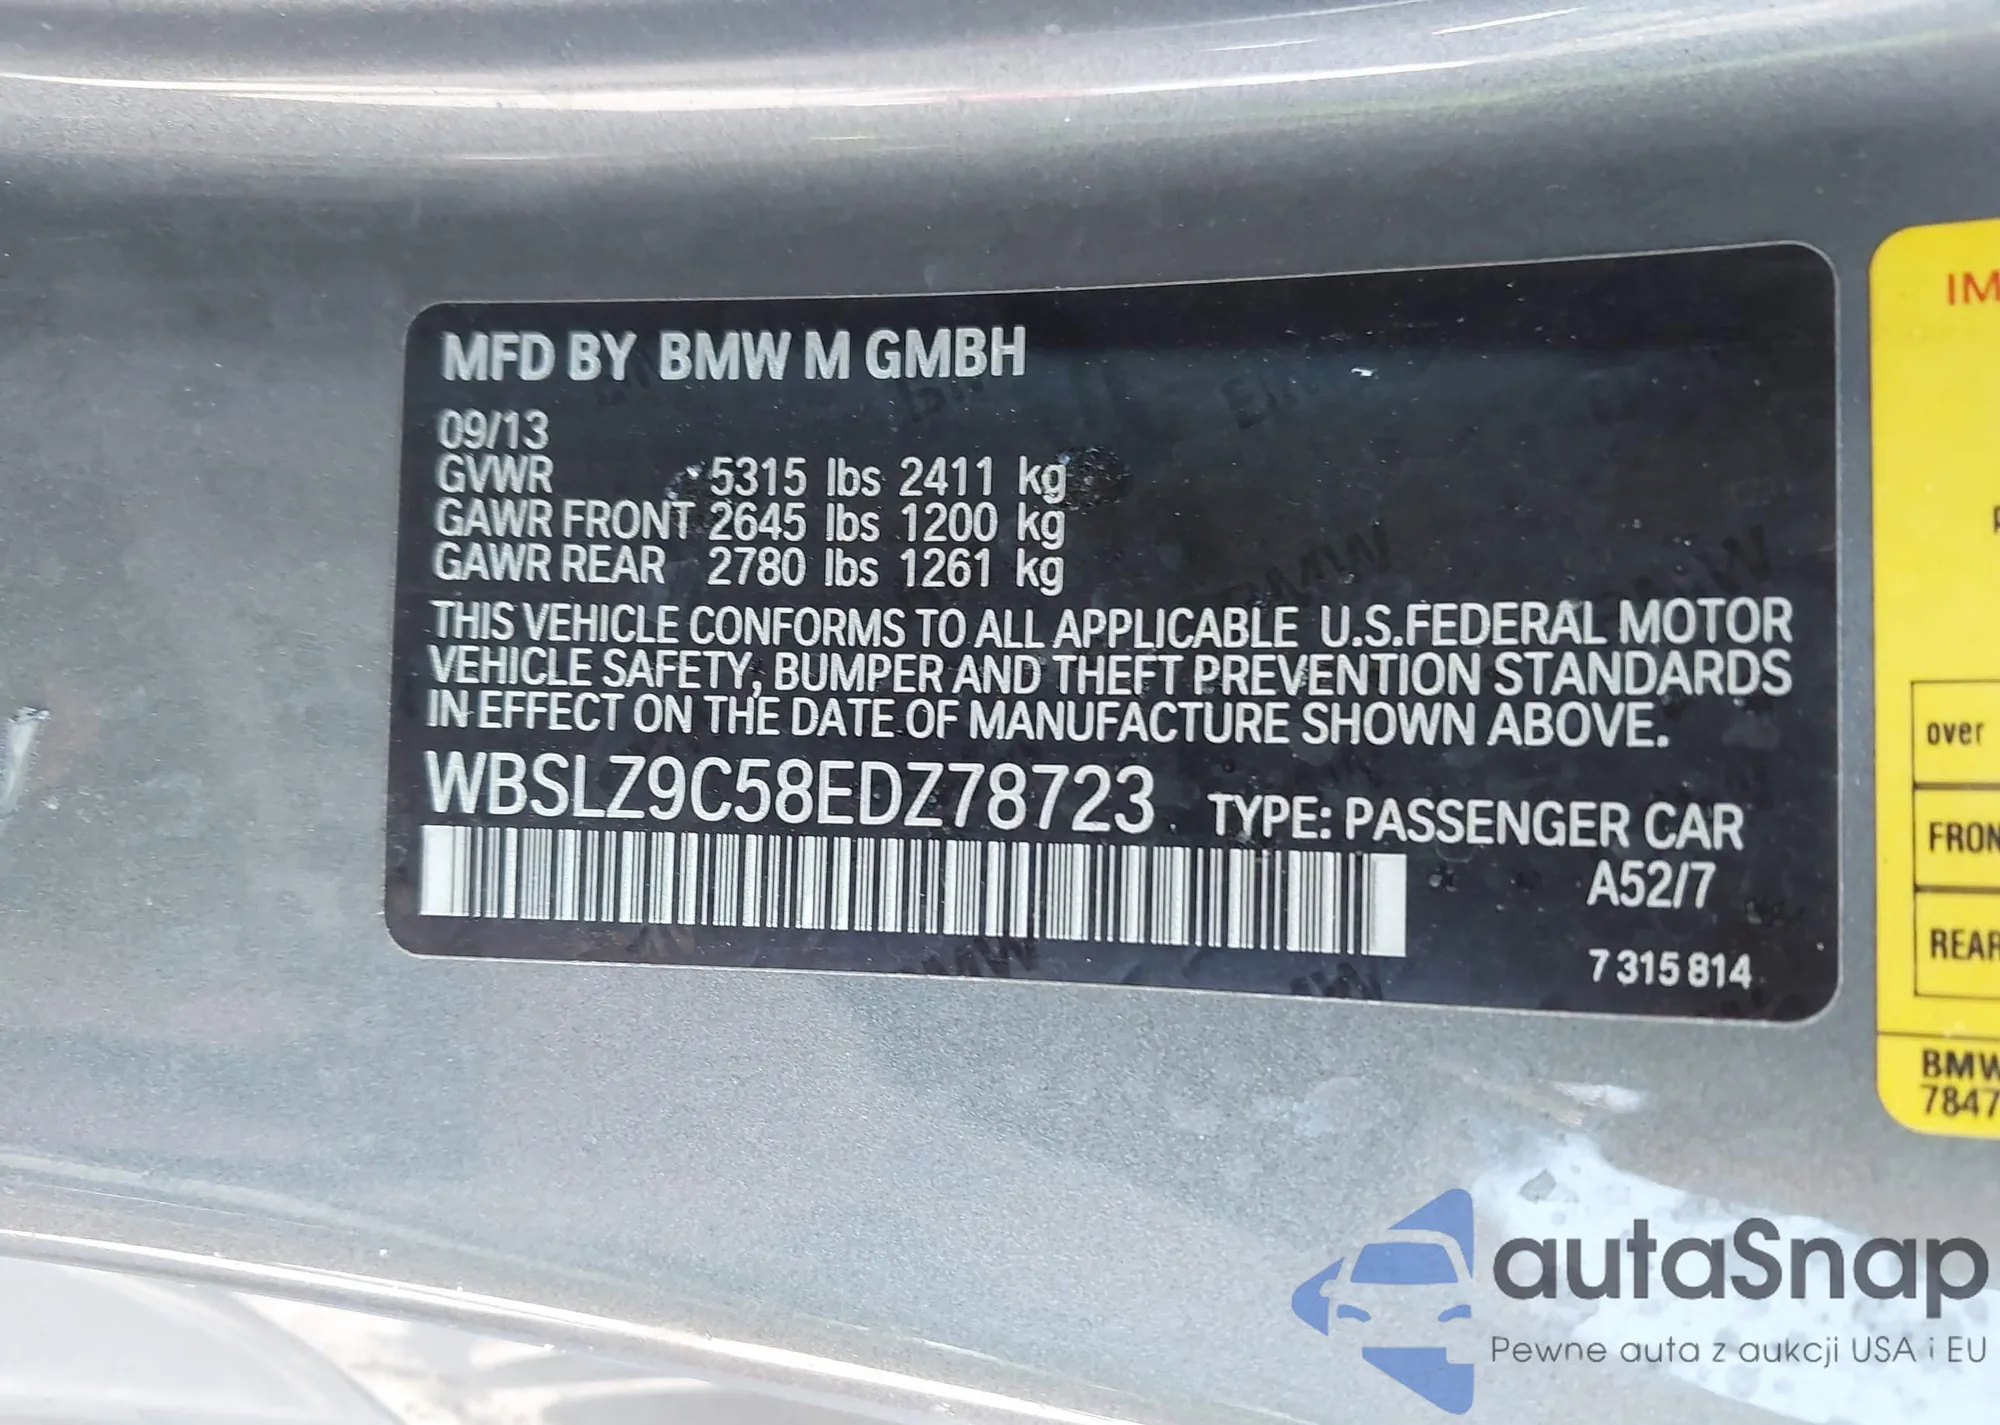 MFD BY BMW M GMBH
09/13
GVWR 5315 lbs 2411 kg
GAWR FRONT 2645 lbs 1200 kg
GAWR REAR 2780 lbs 1261 kg
THIS VEHICLE CONFORMS TO ALL APPLICABLE U.S.FEDERAL MOTOR
VEHICLE SAFETY, BUMPER AND THEFT PREVENTION STANDARDS
IN EFFECT ON THE DATE OF MANUFACTURE SHOWN ABOVE.
WBSLZ9C58EDZ78723 TYPE: PASSENGER CAR
A52/7
7 315 814
IM
over
FRON
REAR
BMW
7847
autaSnap
Pewne auta z aukcji USA i EU